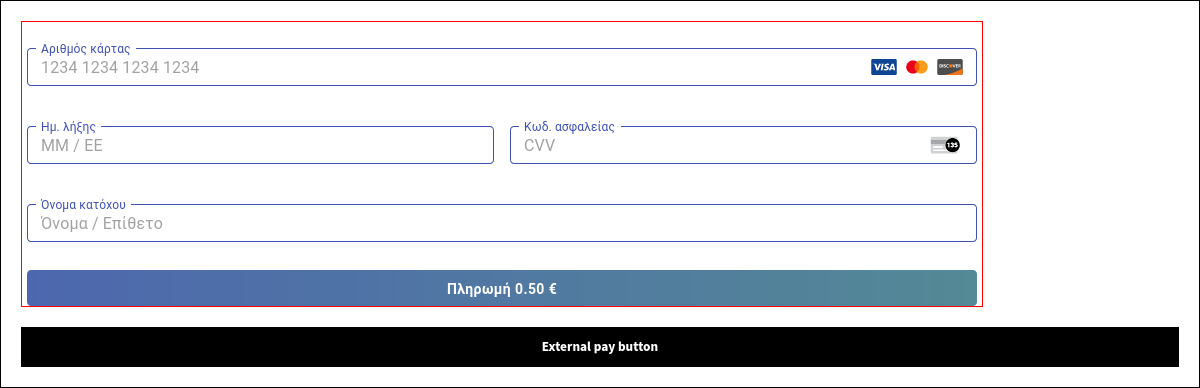 Αριθμός κάρτας
1234 1234 1234 1234
VISA
DISCOVER
Ημ. λήξης
MM / ΕΕ
Κωδ. ασφαλείας
CVV
135
Όνομα κατόχου
Όνομα / Επίθετο
Πληρωμή 0.50 €
External pay button